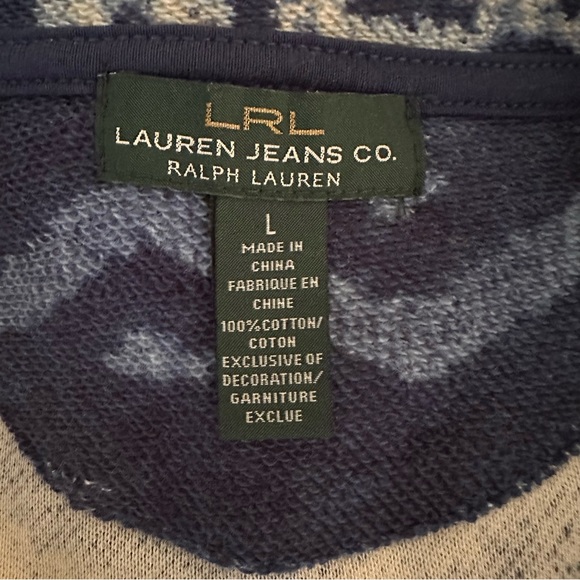 LRL
LAUREN JEANS CO.
RALPH LAUREN
L
MADE IN
CHINA
FABRIQUE EN
CHINE
100%COTTON/
COTON
EXCLUSIVE OF
DECORATION/
GARNITURE
EXCLUE